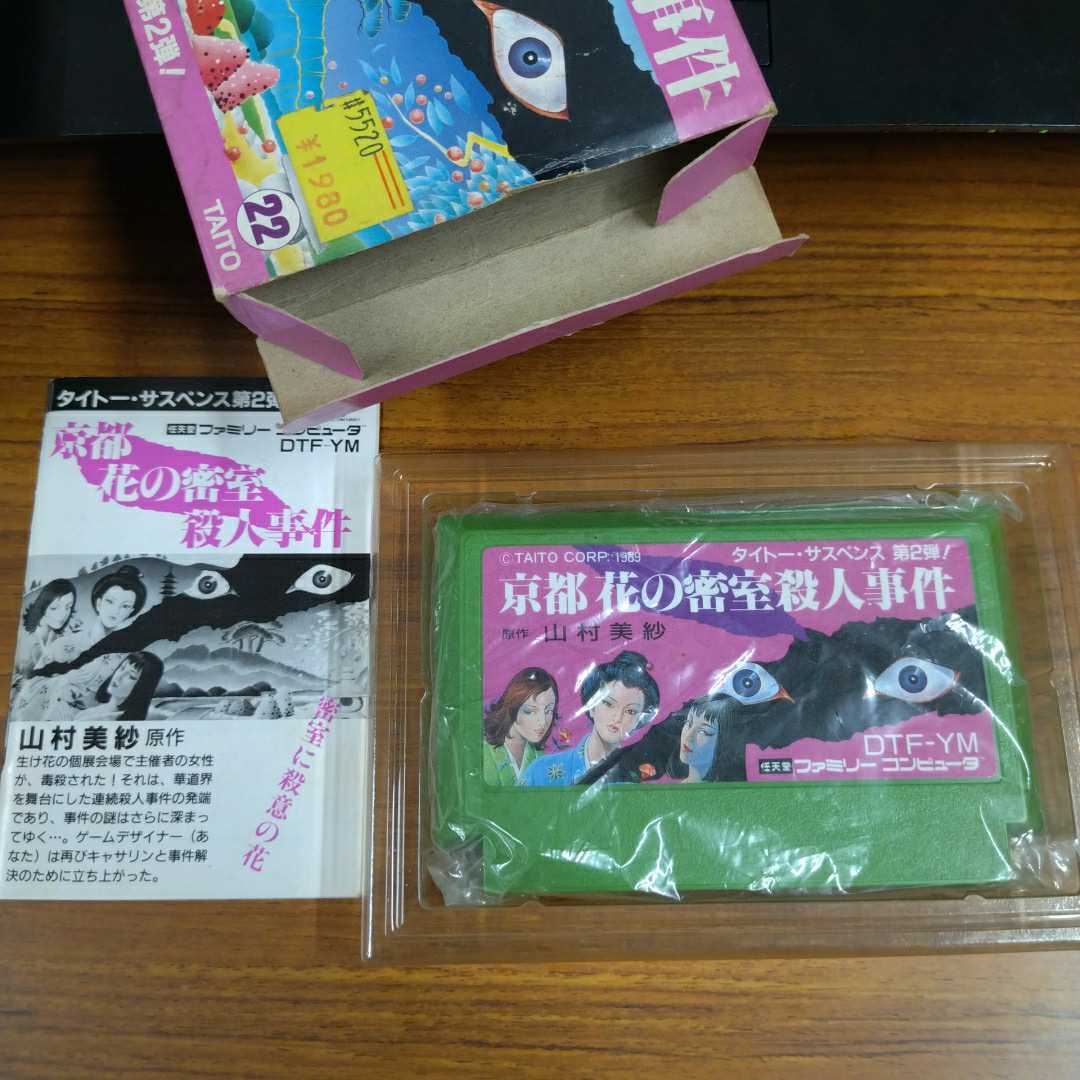 第2弾!
事件
#5520
¥1980
22
TAITO
タイトー・サスペンス第2弾
任天堂 ファミリーコンピュータ
DTF-YM
京都
花の密室
殺人事件
密室に殺意の花
山村美紗 原作
生け花の個展会場で主催者の女性
が、毒殺された!それは、華道界
を舞台にした連続殺人事件の発端
であり、事件の謎はさらに深まっ
てゆく…。ゲームデザイナー(あ
なた)は再びキャサリンと事件解
決のために立ち上がった。
© TAITO CORP. 1989
タイトー・サスペンス 第2弾!
京都 花の密室殺人事件
原作 山村美紗
DTF-YM
任天堂 ファミリーコンピュータ